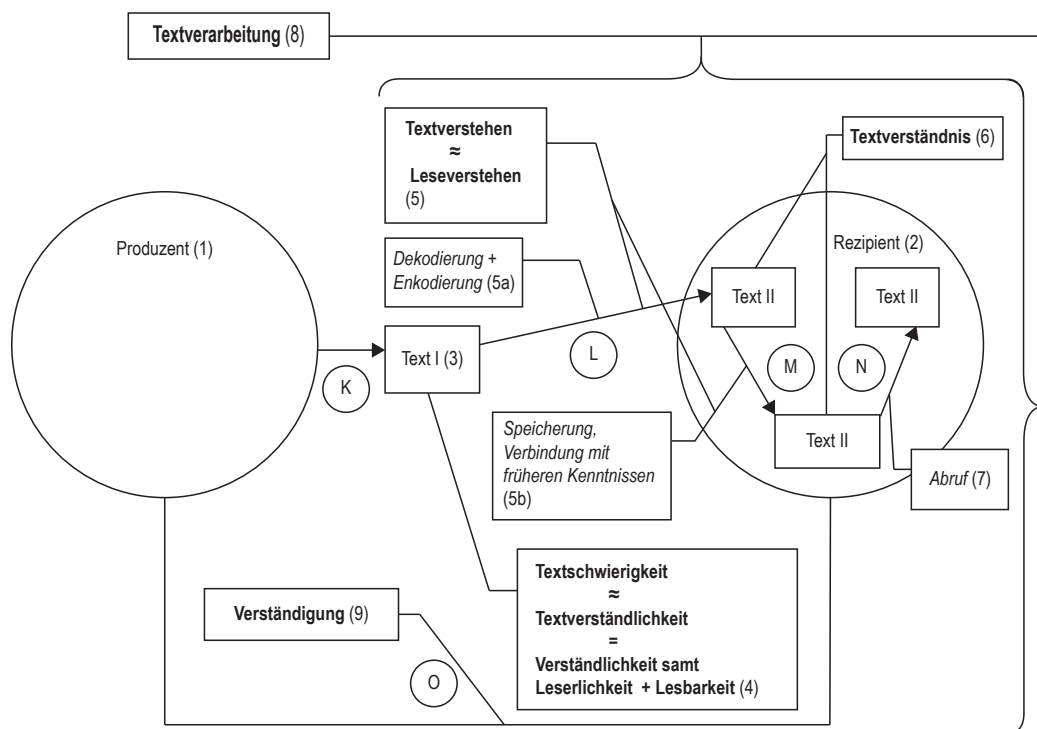 Textverarbeitung (8)
Textverstehen
≈
Leseverstehen
(5)
Textverständnis (6)
Produzent (1)
Rezipient (2)
Dekodierung +
Enkodierung (5a)
Text II
Text II
Text I (3)
L
M
N
K
Text II
Speicherung,
Verbindung mit
früheren Kenntnissen
(5b)
Abruf (7)
Textschwierigkeit
≈
Textverständlichkeit
=
Verständlichkeit samt
Leserlichkeit + Lesbarkeit (4)
Verständigung (9)
O